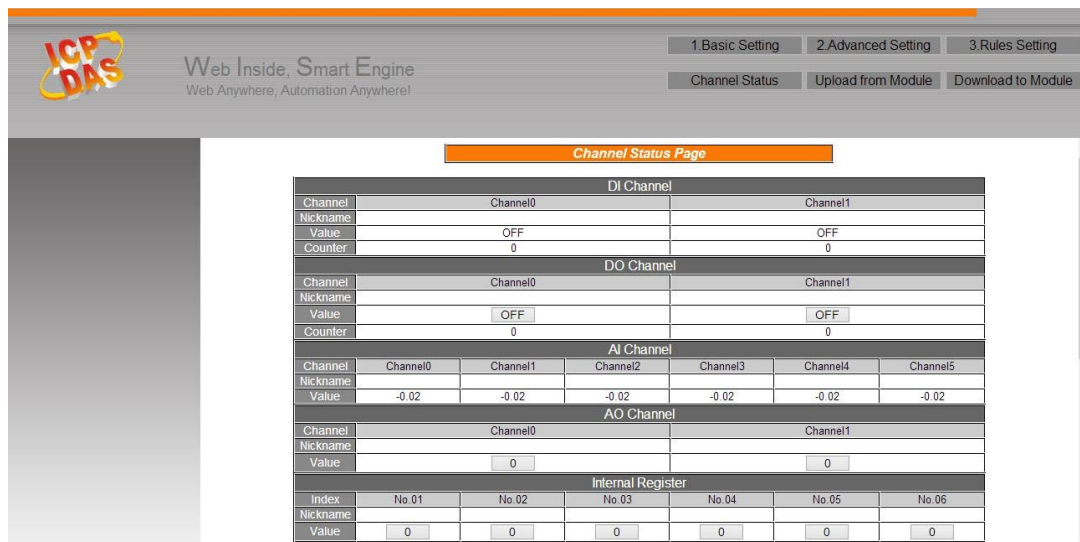 ICP
DAS
Web Inside, Smart Engine
Web Anywhere, Automation Anywhere!
1.Basic Setting 2.Advanced Setting 3.Rules Setting
Channel Status Upload from Module Download to Module
Channel Status Page
DI Channel
Channel Channel0 Channel1
Nickname
Value OFF OFF
Counter 0 0
DO Channel
Channel Channel0 Channel1
Nickname
Value OFF OFF
Counter 0 0
AI Channel
Channel Channel0 Channel1 Channel2 Channel3 Channel4 Channel5
Nickname
Value -0.02 -0.02 -0.02 -0.02 -0.02 -0.02
AO Channel
Channel Channel0 Channel1
Nickname
Value 0 0
Internal Register
Index No.01 No.02 No.03 No.04 No.05 No.06
Nickname
Value 0 0 0 0 0 0